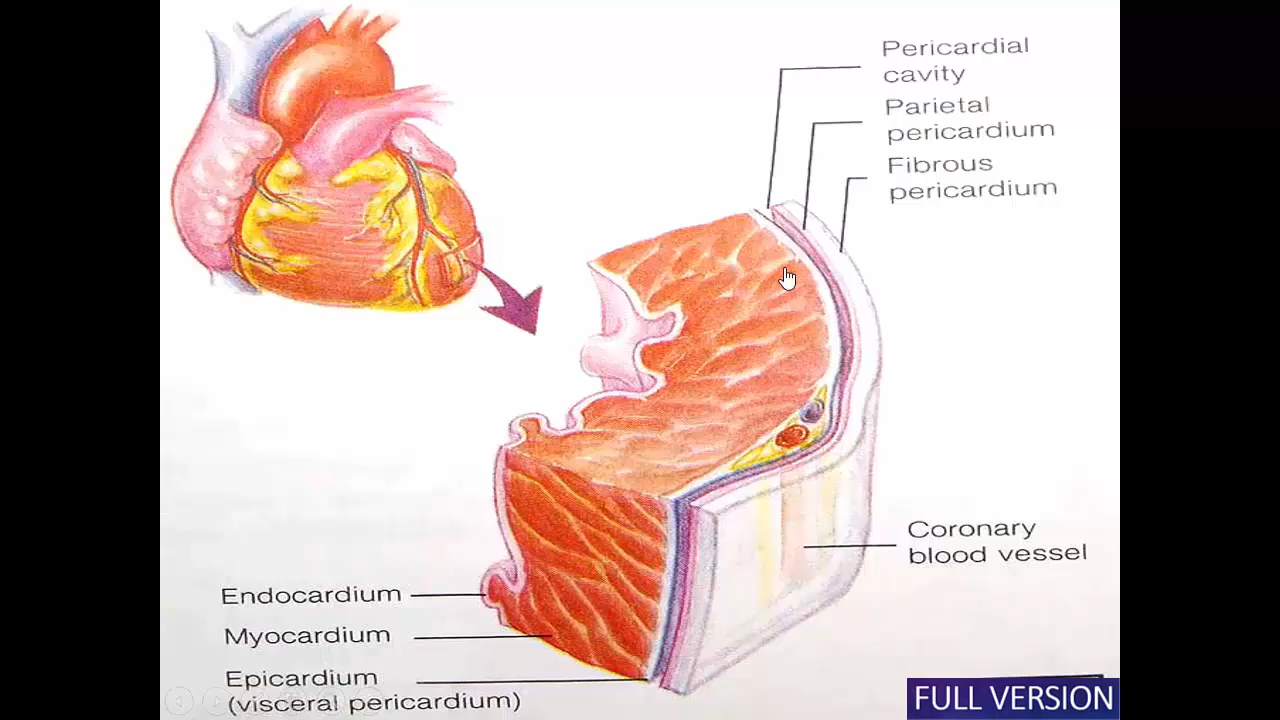 Pericardial
cavity
Parietal
pericardium
Fibrous
pericardium
Coronary
blood vessel
Endocardium
Myocardium
Epicardium
(visceral pericardium)
FULL VERSION